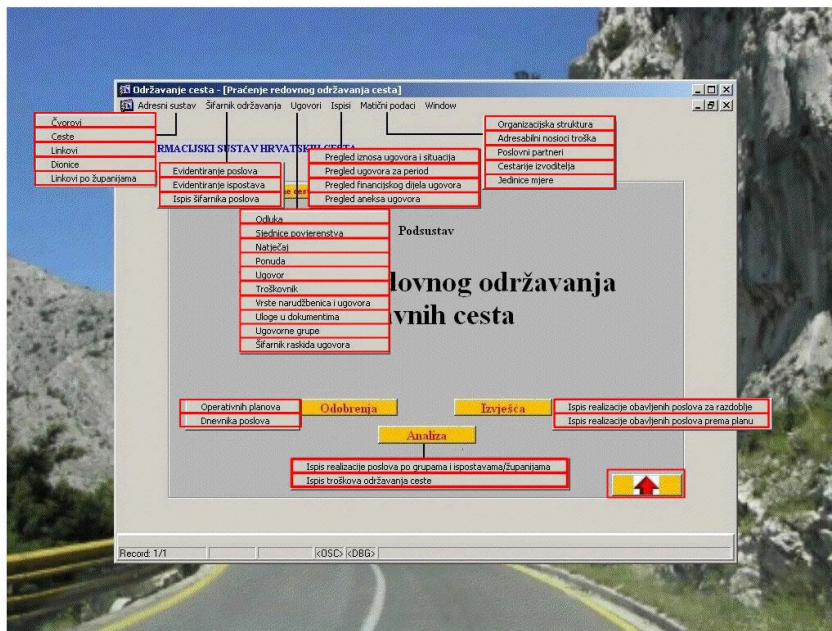 Održavanje cesta - [Praćenje redovnog održavanja cesta]
Adresni sustav Šifarnik održavanja Ugovori Ispisi Matični podaci Window
Čvorovi
Ceste
Linkovi
Dionice
Linkovi po županijama
RMACIJSKI SUSTAV HRVATSKIH CESTA
Evidentiranje poslova
Evidentiranje ispostava
Ispis šifarnika poslova
Pregled iznosa ugovora i situacija
Pregled ugovora za period
Pregled financijskog dijela ugovora
Pregled aneksa ugovora
Organizacijska struktura
Adresabilni nosioci troška
Poslovni partneri
Cestarije izvoditelja
Jedinice mjere
Odluka
Sjednice povjerenstva
Natječaj
Ponuda
Ugovor
Troškovnik
Vrste narudžbenica i ugovora
Uloge u dokumentima
Ugovorne grupe
Šifarnik raskida ugovora
Podsustav
lovnog održavanja
vnih cesta
Operativnih planova
Dnevnika poslova
Odobrenja
Izvješća
Ispis realizacije obavljenih poslova za razdoblje
Ispis realizacije obavljenih poslova prema planu
Analiza
Ispis realizacije poslova po grupama i ispostavama/županijama
Ispis troškova održavanja ceste
Record: 1/1 <OSC> <DBG>